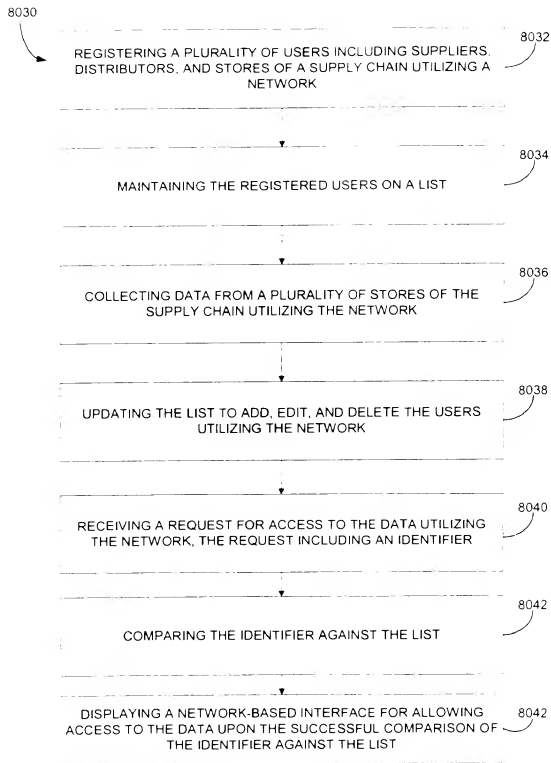 8030
REGISTERING A PLURALITY OF USERS INCLUDING SUPPLIERS,
DISTRIBUTORS, AND STORES OF A SUPPLY CHAIN UTILIZING A
NETWORK
8032
MAINTAINING THE REGISTERED USERS ON A LIST
8034
COLLECTING DATA FROM A PLURALITY OF STORES OF THE
SUPPLY CHAIN UTILIZING THE NETWORK
8036
UPDATING THE LIST TO ADD, EDIT, AND DELETE THE USERS
UTILIZING THE NETWORK
8038
RECEIVING A REQUEST FOR ACCESS TO THE DATA UTILIZING
THE NETWORK, THE REQUEST INCLUDING AN IDENTIFIER
8040
COMPARING THE IDENTIFIER AGAINST THE LIST
8042
DISPLAYING A NETWORK-BASED INTERFACE FOR ALLOWING
ACCESS TO THE DATA UPON THE SUCCESSFUL COMPARISON OF
THE IDENTIFIER AGAINST THE LIST
8042